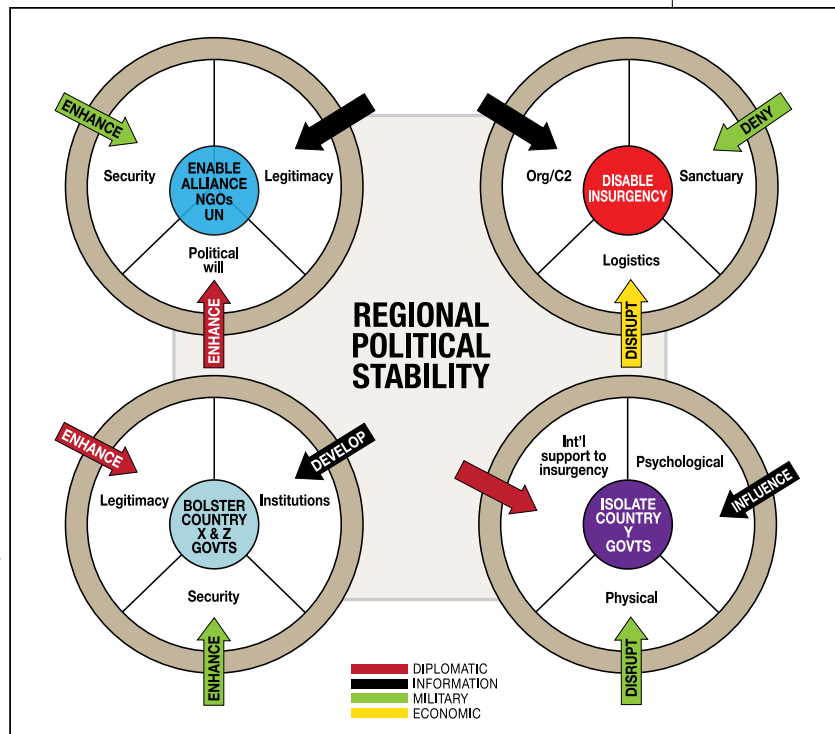 ENHANCE
Security
ENABLE
ALLIANCE
NGOs
UN
Legitimacy
Political
will
ENHANCE
DENY
Org/C2
DISABLE
INSURGENCY
Sanctuary
Logistics
DISRUPT
REGIONAL
POLITICAL
STABILITY
ENHANCE
DEVELOP
Legitimacy
BOLSTER
COUNTRY
X & Z
GOVTS
Institutions
Security
ENHANCE
Int'l
support to
insurgency
Psychological
INFLUENCE
ISOLATE
COUNTRY
Y
GOVTS
Physical
DISRUPT
DIPLOMATIC
INFORMATION
MILITARY
ECONOMIC